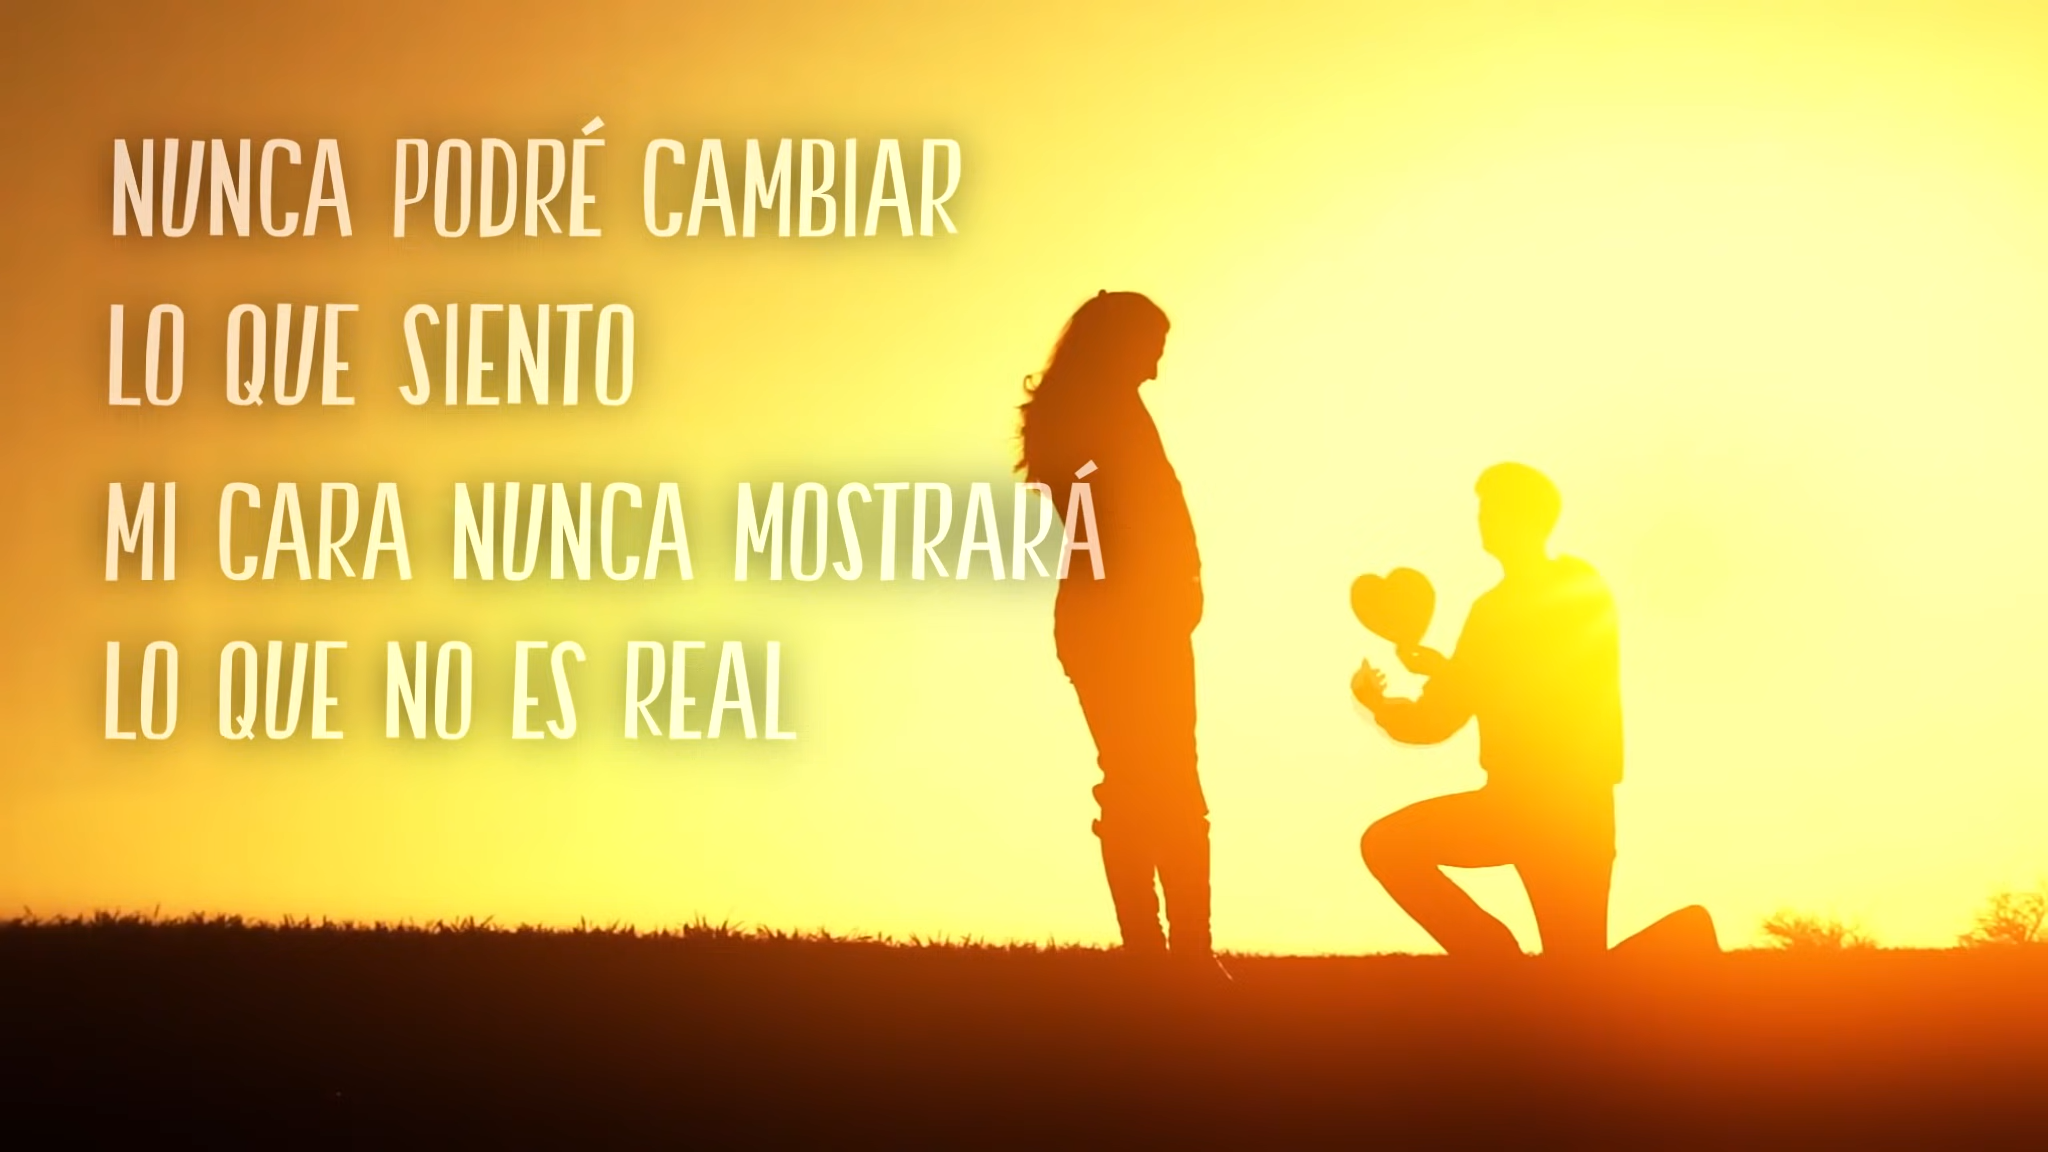 NUNCA PODRÉ CAMBIAR
LO QUE SIENTO
MI CARA NUNCA MOSTRARÁ
LO QUE NO ES REAL